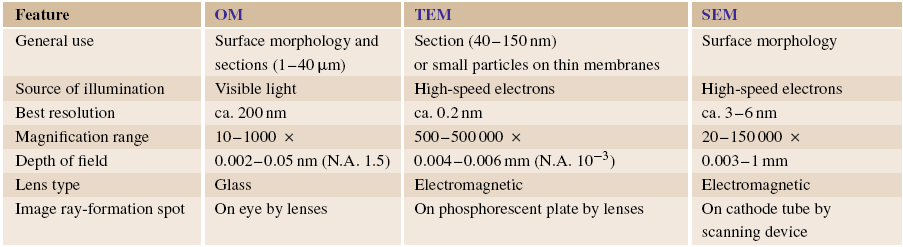 Feature OM TEM SEM
General use Surface morphology and Section (40–150 nm) Surface morphology
sections (1–40 μm) or small particles on thin membranes
Source of illumination Visible light High-speed electrons High-speed electrons
Best resolution ca. 200 nm ca. 0.2 nm ca. 3–6 nm
Magnification range 10–1000 × 500–500 000 × 20–150 000 ×
Depth of field 0.002–0.05 nm (N.A. 1.5) 0.004–0.006 mm (N.A. 10⁻³) 0.003–1 mm
Lens type Glass Electromagnetic Electromagnetic
Image ray-formation spot On eye by lenses On phosphorescent plate by lenses On cathode tube by
scanning device